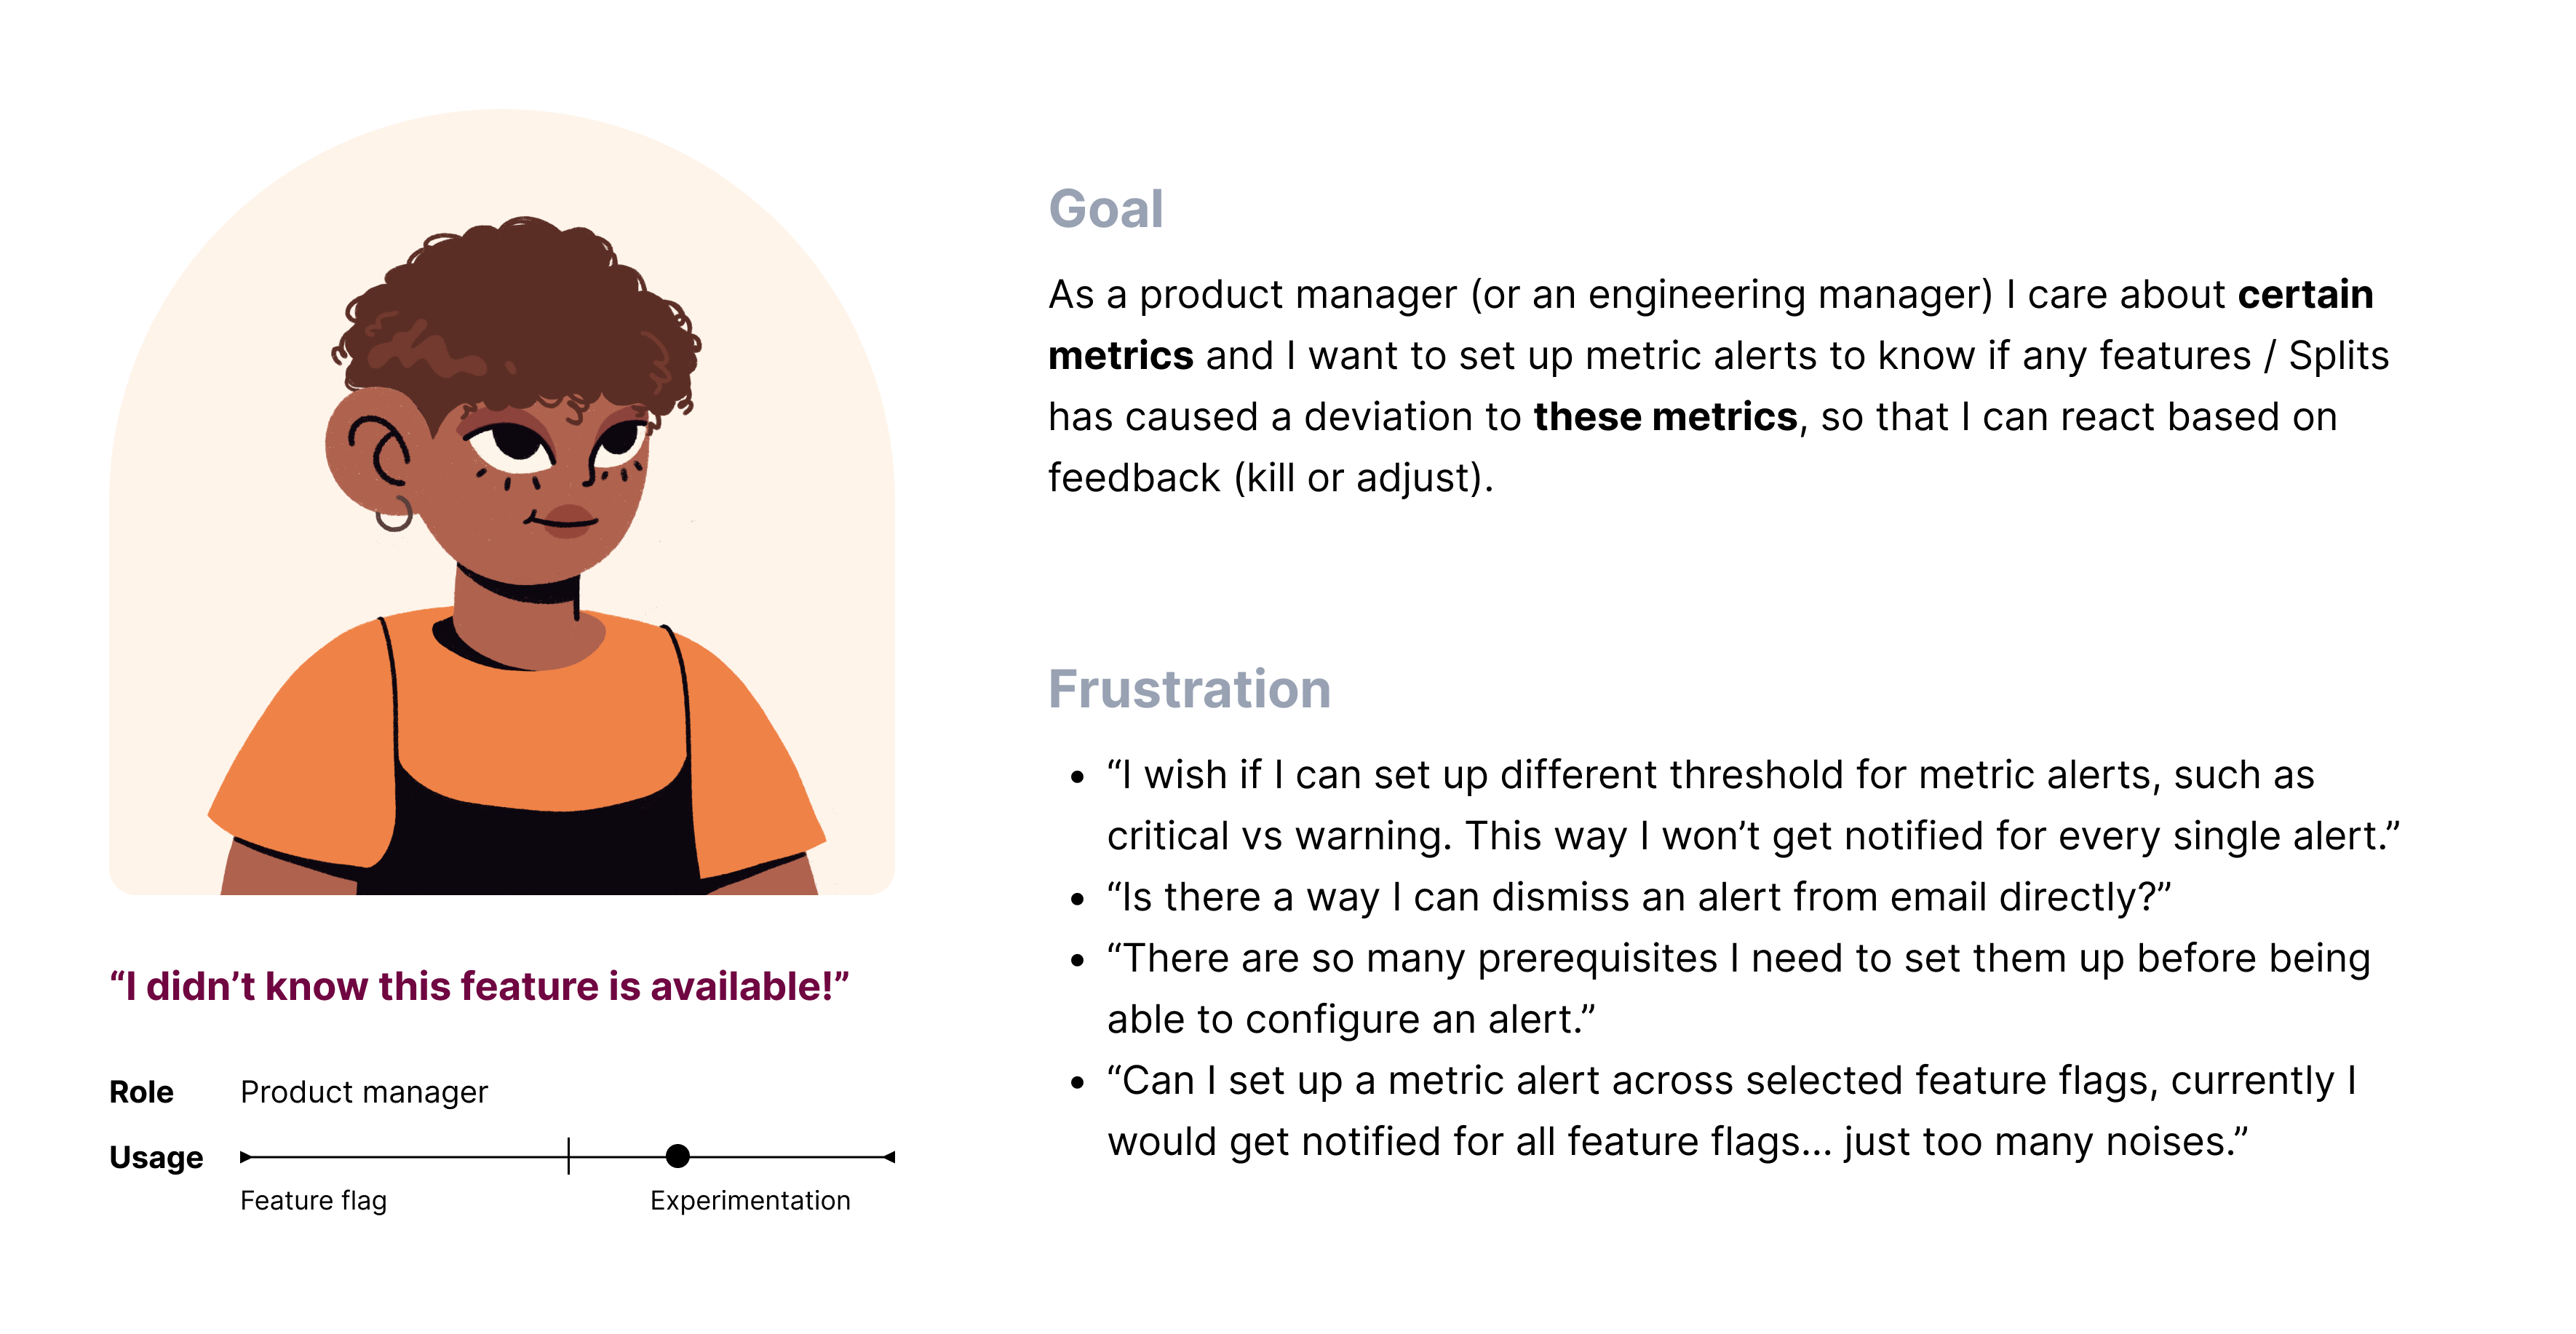 “I didn’t know this feature is available!”
Role Product manager
Usage
Feature flag Experimentation
Goal
As a product manager (or an engineering manager) I care about certain
metrics and I want to set up metric alerts to know if any features / Splits
has caused a deviation to these metrics, so that I can react based on
feedback (kill or adjust).
Frustration
• “I wish if I can set up different threshold for metric alerts, such as
critical vs warning. This way I won’t get notified for every single alert.”
• “Is there a way I can dismiss an alert from email directly?”
• “There are so many prerequisites I need to set them up before being
able to configure an alert.”
• “Can I set up a metric alert across selected feature flags, currently I
would get notified for all feature flags... just too many noises.”